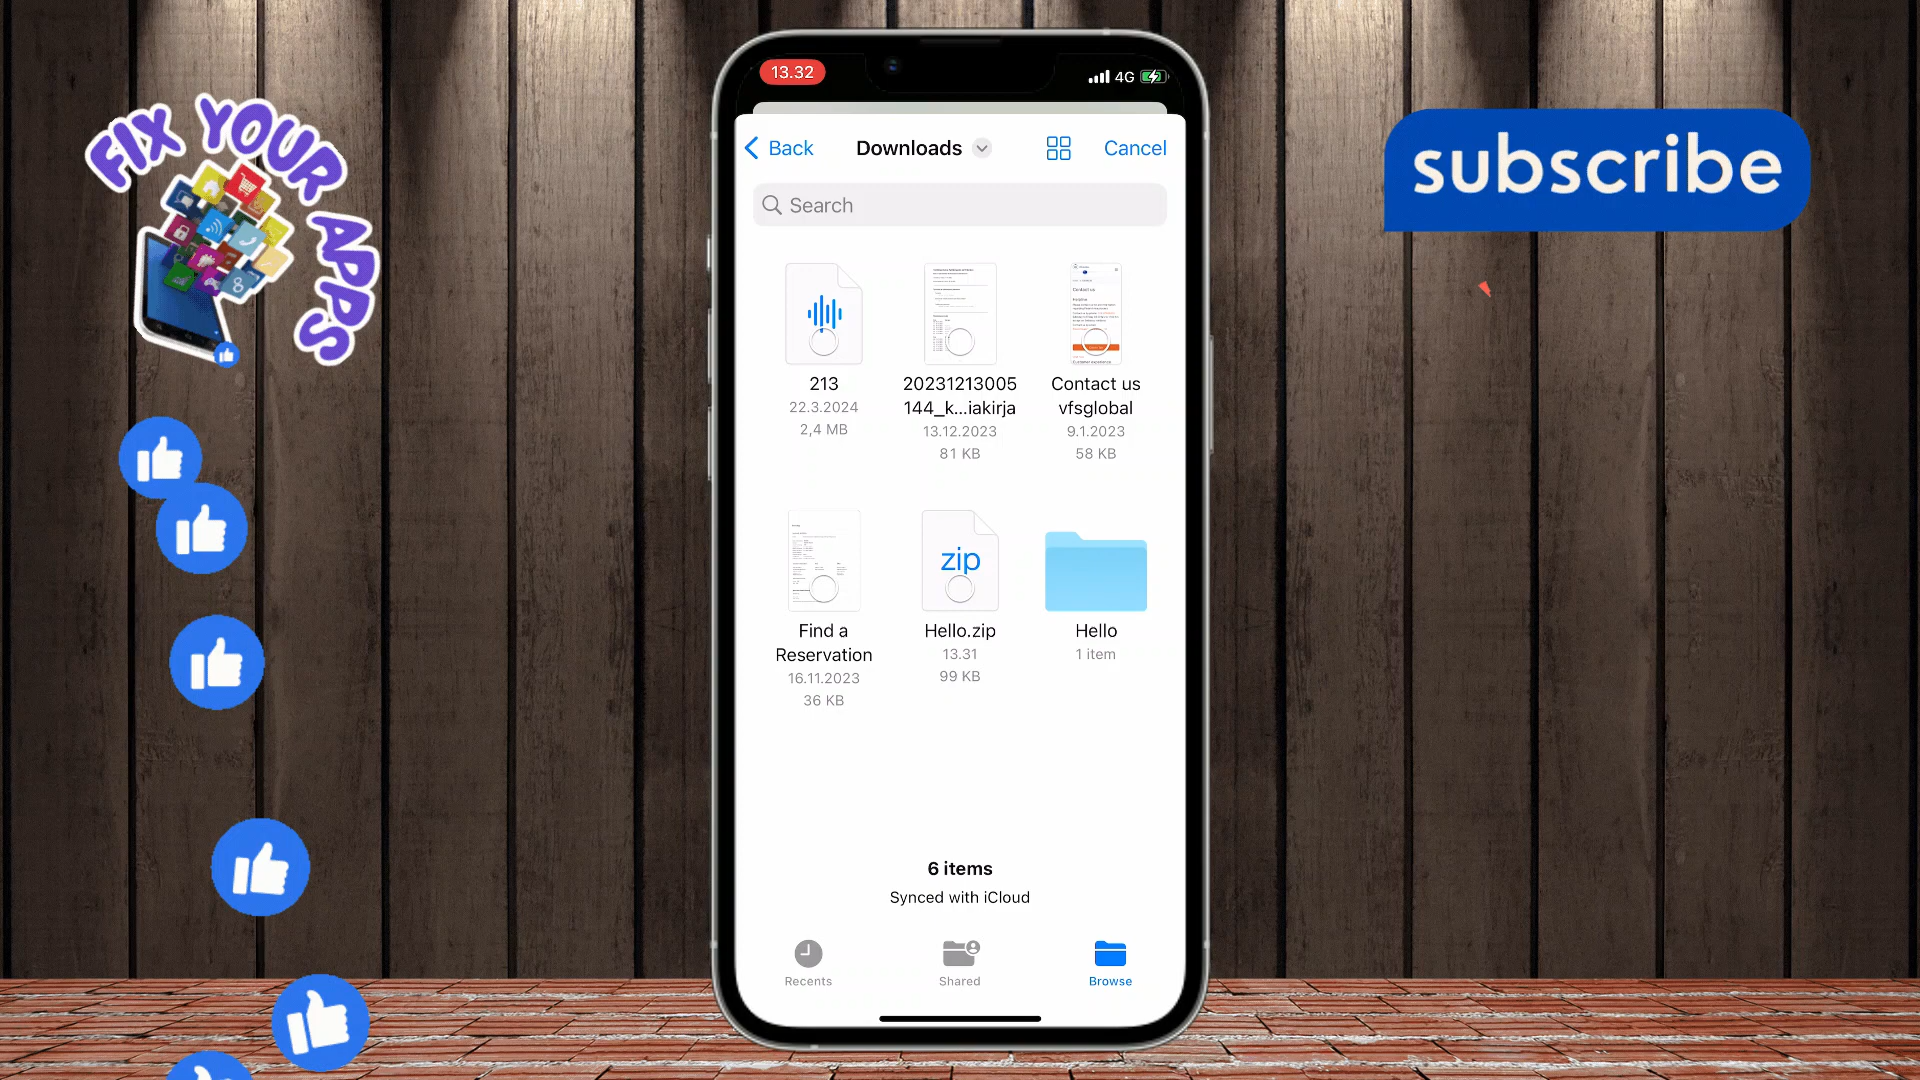 FIX YOUR APPS
subscribe
13.32
4G
Back
Downloads
Cancel
Search
213
22.3.2024
2,4 MB
20231213005
144_k...iakirja
13.12.2023
81 KB
Contact us
Contact us
vfsglobal
9.1.2023
58 KB
Find a
Reservation
16.11.2023
36 KB
zip
Hello.zip
13.31
99 KB
Hello
1 item
6 items
Synced with iCloud
Recents
Shared
Browse